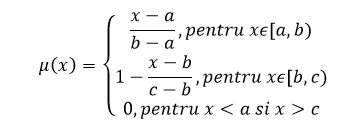 μ(x) = { (x − a)/(b − a), pentru xϵ[a, b)
1 − (x − b)/(c − b), pentru xϵ[b, c)
0, pentru x < a si x > c